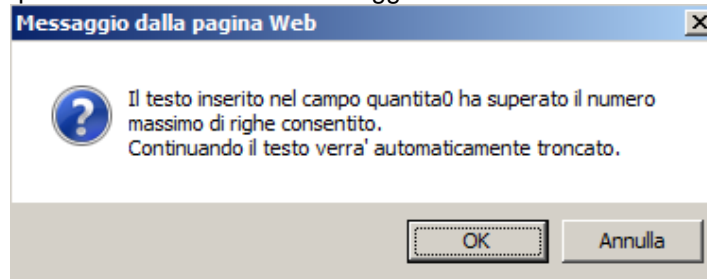 Messaggio dalla pagina Web
Il testo inserito nel campo quantita0 ha superato il numero
massimo di righe consentito.
Continuando il testo verra' automaticamente troncato.
OK
Annulla